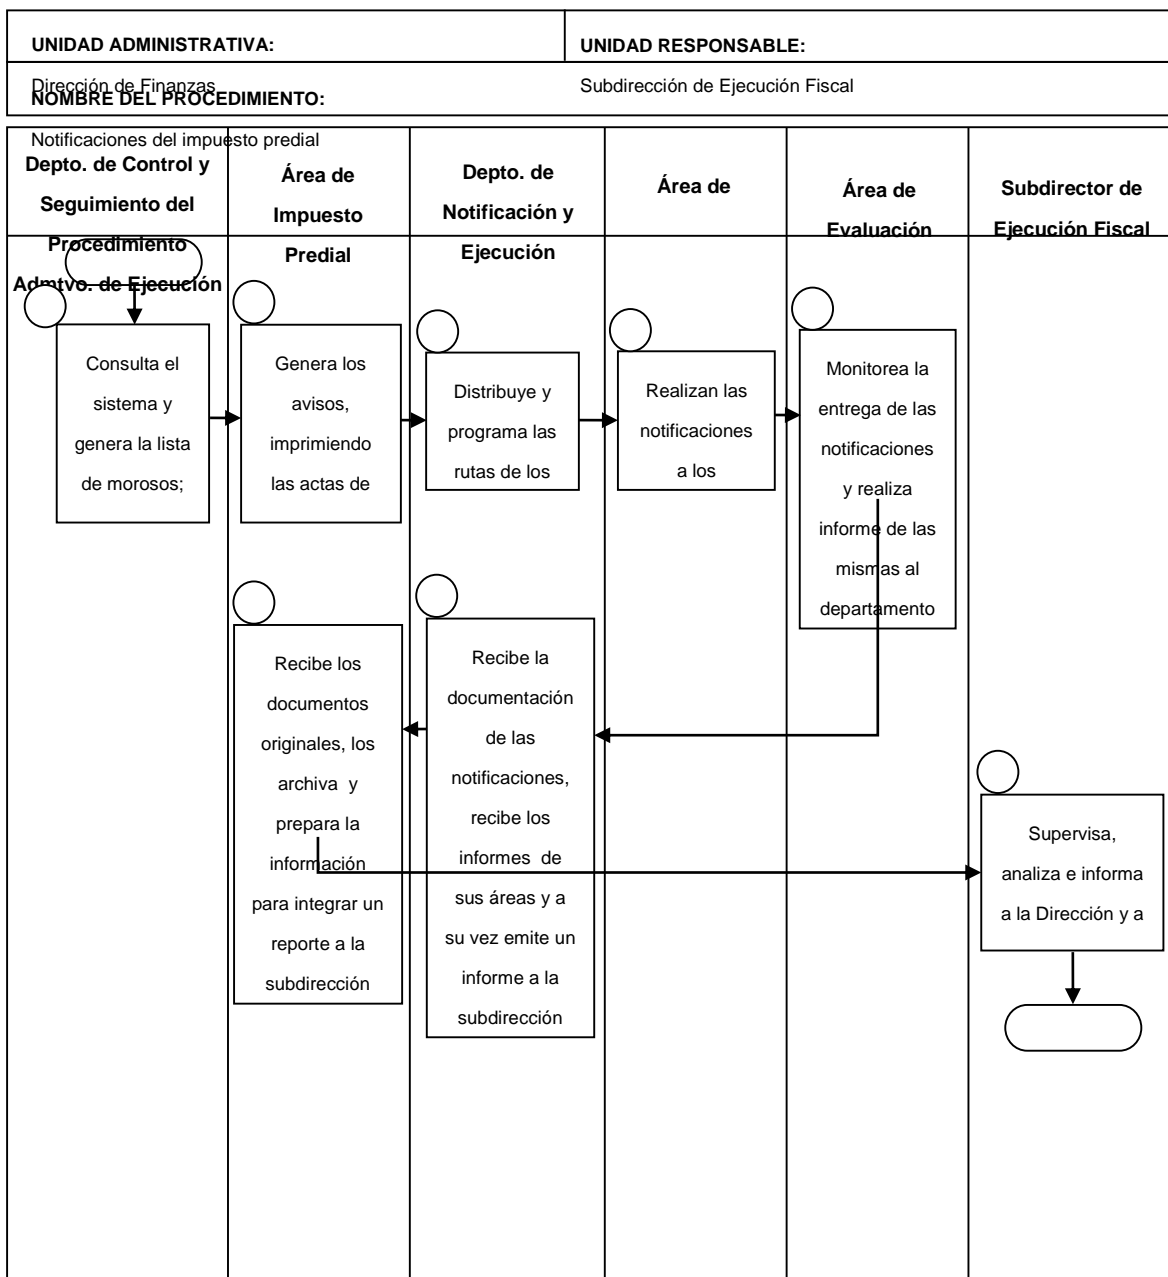 UNIDAD ADMINISTRATIVA:
UNIDAD RESPONSABLE:
Dirección de Finanzas
Subdirección de Ejecución Fiscal
NOMBRE DEL PROCEDIMIENTO:
Notificaciones del impuesto predial
Depto. de Control y
Seguimiento del
Procedimiento
Admtvo. de Ejecución
Área de
Impuesto
Predial
Depto. de
Notificación y
Ejecución
Área de
Área de
Evaluación
Subdirector de
Ejecución Fiscal
Consulta el
sistema y
genera la lista
de morosos;
Genera los
avisos,
imprimiendo
las actas de
Distribuye y
programa las
rutas de los
Realizan las
notificaciones
a los
Monitorea la
entrega de las
notificaciones
y realiza
informe de las
mismas al
departamento
Recibe los
documentos
originales, los
archiva y
prepara la
información
para integrar un
reporte a la
subdirección
Recibe la
documentación
de las
notificaciones,
recibe los
informes de
sus áreas y a
su vez emite un
informe a la
subdirección
Supervisa,
analiza e informa
a la Dirección y a